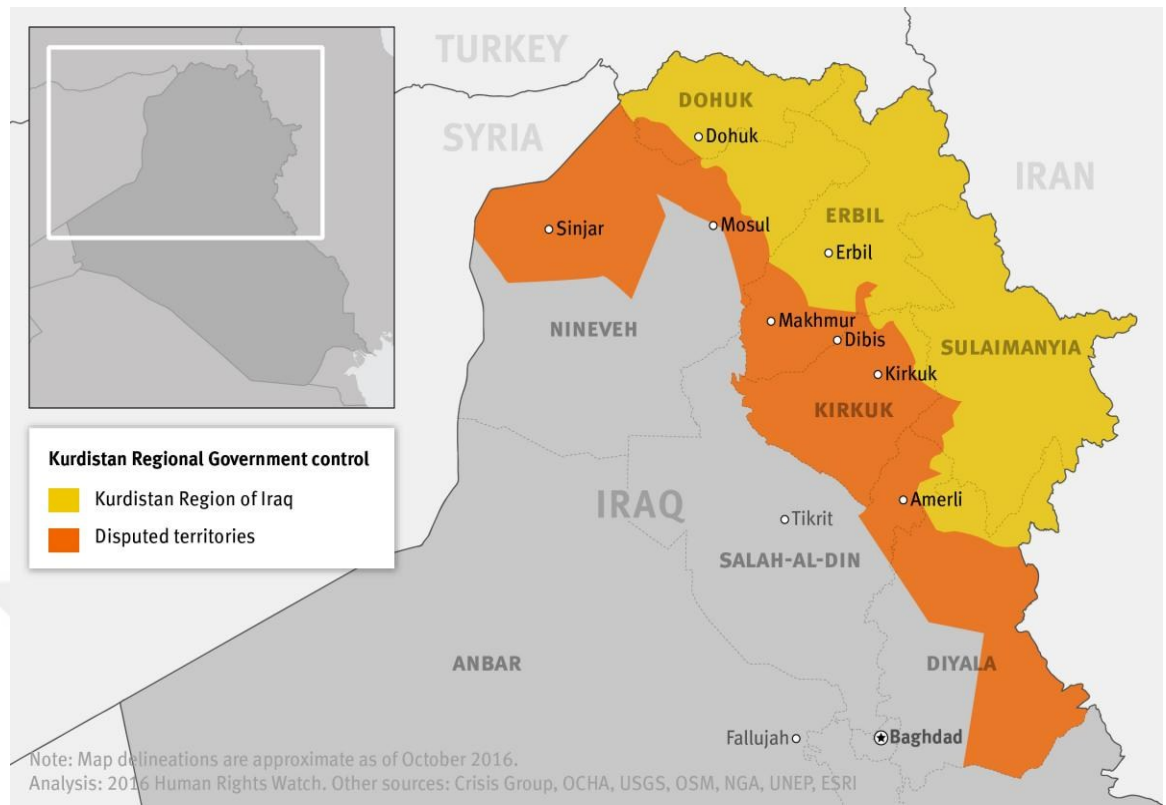 TURKEY
SYRIA
IRAN
DOHUK
Dohuk
ERBIL
Erbil
Sinjar
Mosul
NINEVEH
Makhmur
Dibis
SULAIMANYIA
Kirkuk
KIRKUK
Kurdistan Regional Government control
Kurdistan Region of Iraq
Disputed territories
IRAQ
Amerli
Tikrit
SALAH-AL-DIN
ANBAR
DIYALA
Fallujah
Baghdad
Note: Map delineations are approximate as of October 2016.
Analysis: 2016 Human Rights Watch. Other sources: Crisis Group, OCHA, USGS, OSM, NGA, UNEP, ESRI